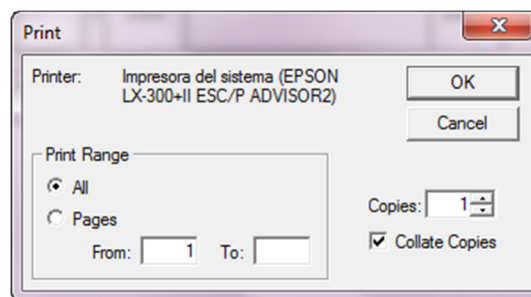 Print
Printer: Impresora del sistema (EPSON
LX-300+II ESC/P ADVISOR2)
OK
Cancel
Print Range
All
Pages
From: 1 To:
Copies: 1
Collate Copies